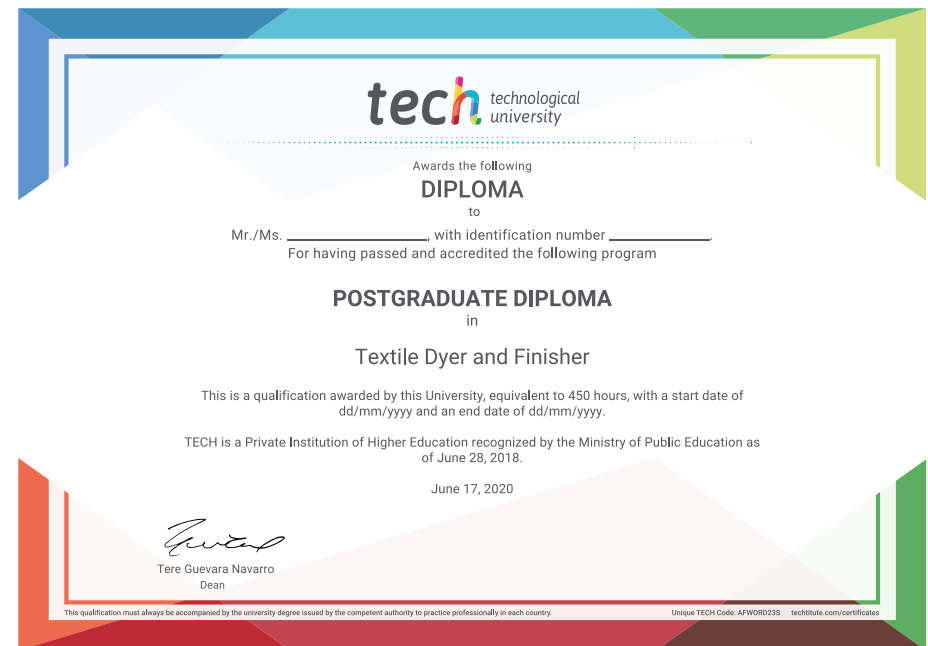 tech technological
university
Awards the following
DIPLOMA
to
Mr./Ms. ____________________, with identification number ______________.
For having passed and accredited the following program
POSTGRADUATE DIPLOMA
in
Textile Dyer and Finisher
This is a qualification awarded by this University, equivalent to 450 hours, with a start date of
dd/mm/yyyy and an end date of dd/mm/yyyy.
TECH is a Private Institution of Higher Education recognized by the Ministry of Public Education as
of June 28, 2018.
June 17, 2020
Tere Guevara Navarro
Dean
This qualification must always be accompanied by the university degree issued by the competent authority to practice professionally in each country.
Unique TECH Code: AFWORD23S techtitute.com/certificates